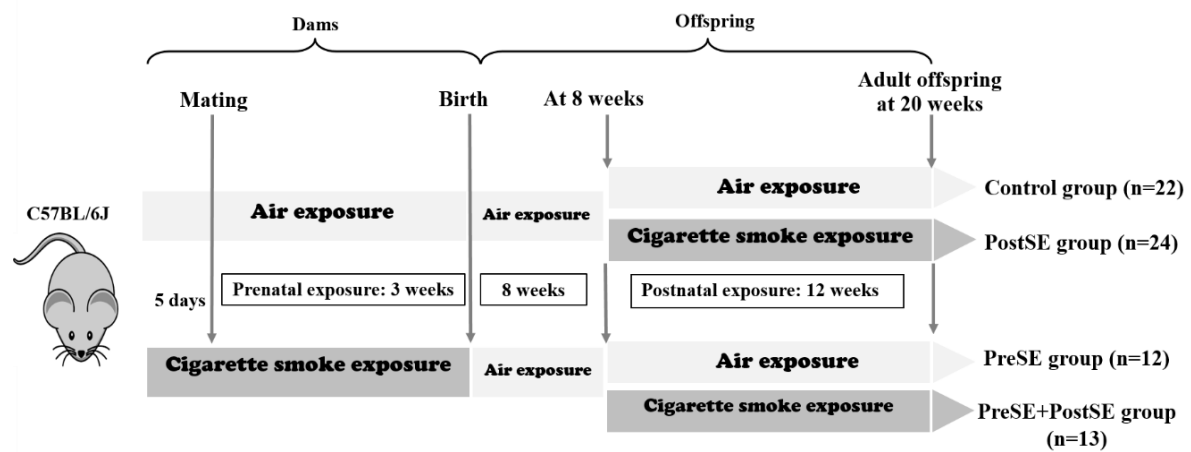 Dams
Offspring
Mating
Birth
At 8 weeks
Adult offspring
at 20 weeks
C57BL/6J
Air exposure
Air exposure
Air exposure
Control group (n=22)
Cigarette smoke exposure
PostSE group (n=24)
5 days
Prenatal exposure: 3 weeks
8 weeks
Postnatal exposure: 12 weeks
Cigarette smoke exposure
Air exposure
Air exposure
PreSE group (n=12)
Cigarette smoke exposure
PreSE+PostSE group
(n=13)